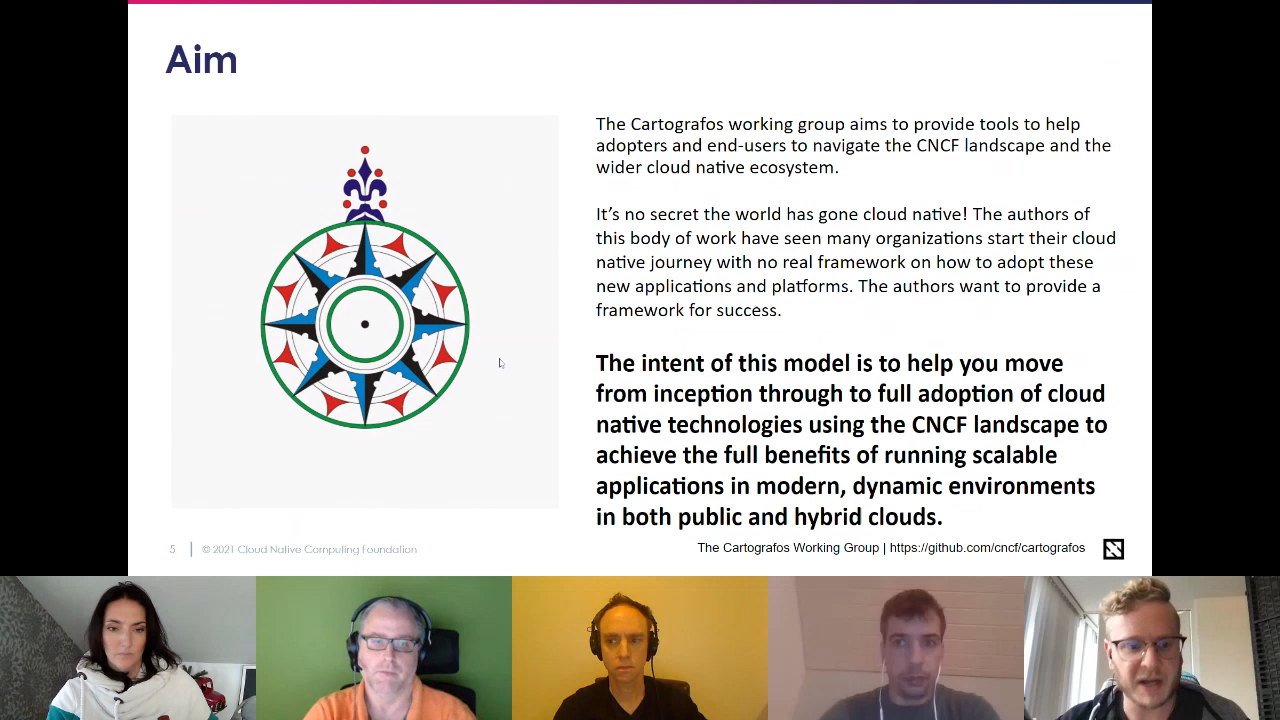 Aim
The Cartografos working group aims to provide tools to help
adopters and end-users to navigate the CNCF landscape and the
wider cloud native ecosystem.
It’s no secret the world has gone cloud native! The authors of
this body of work have seen many organizations start their cloud
native journey with no real framework on how to adopt these
new applications and platforms. The authors want to provide a
framework for success.
The intent of this model is to help you move
from inception through to full adoption of cloud
native technologies using the CNCF landscape to
achieve the full benefits of running scalable
applications in modern, dynamic environments
in both public and hybrid clouds.
5 | © 2021 Cloud Native Computing Foundation
The Cartografos Working Group | https://github.com/cncf/cartografos